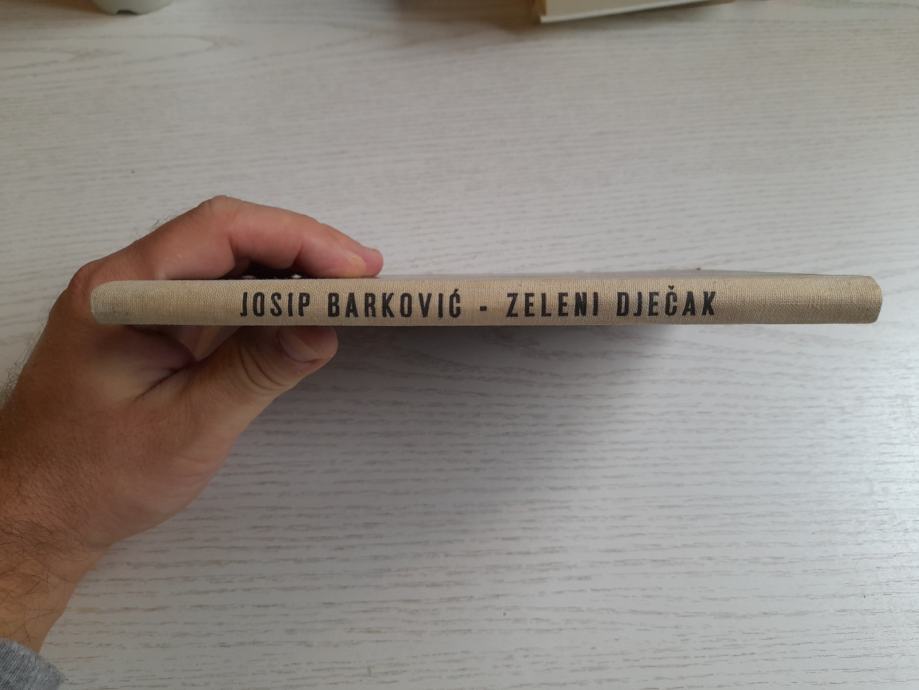 JOSIP BARKOVIĆ - ZELENI DJEČAK